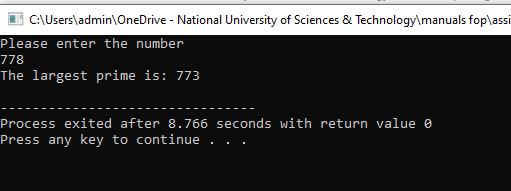 C:\Users\admin\OneDrive - National University of Sciences & Technology\manuals fop\assi
Please enter the number
778
The largest prime is: 773
--------------------------------
Process exited after 8.766 seconds with return value 0
Press any key to continue . . .